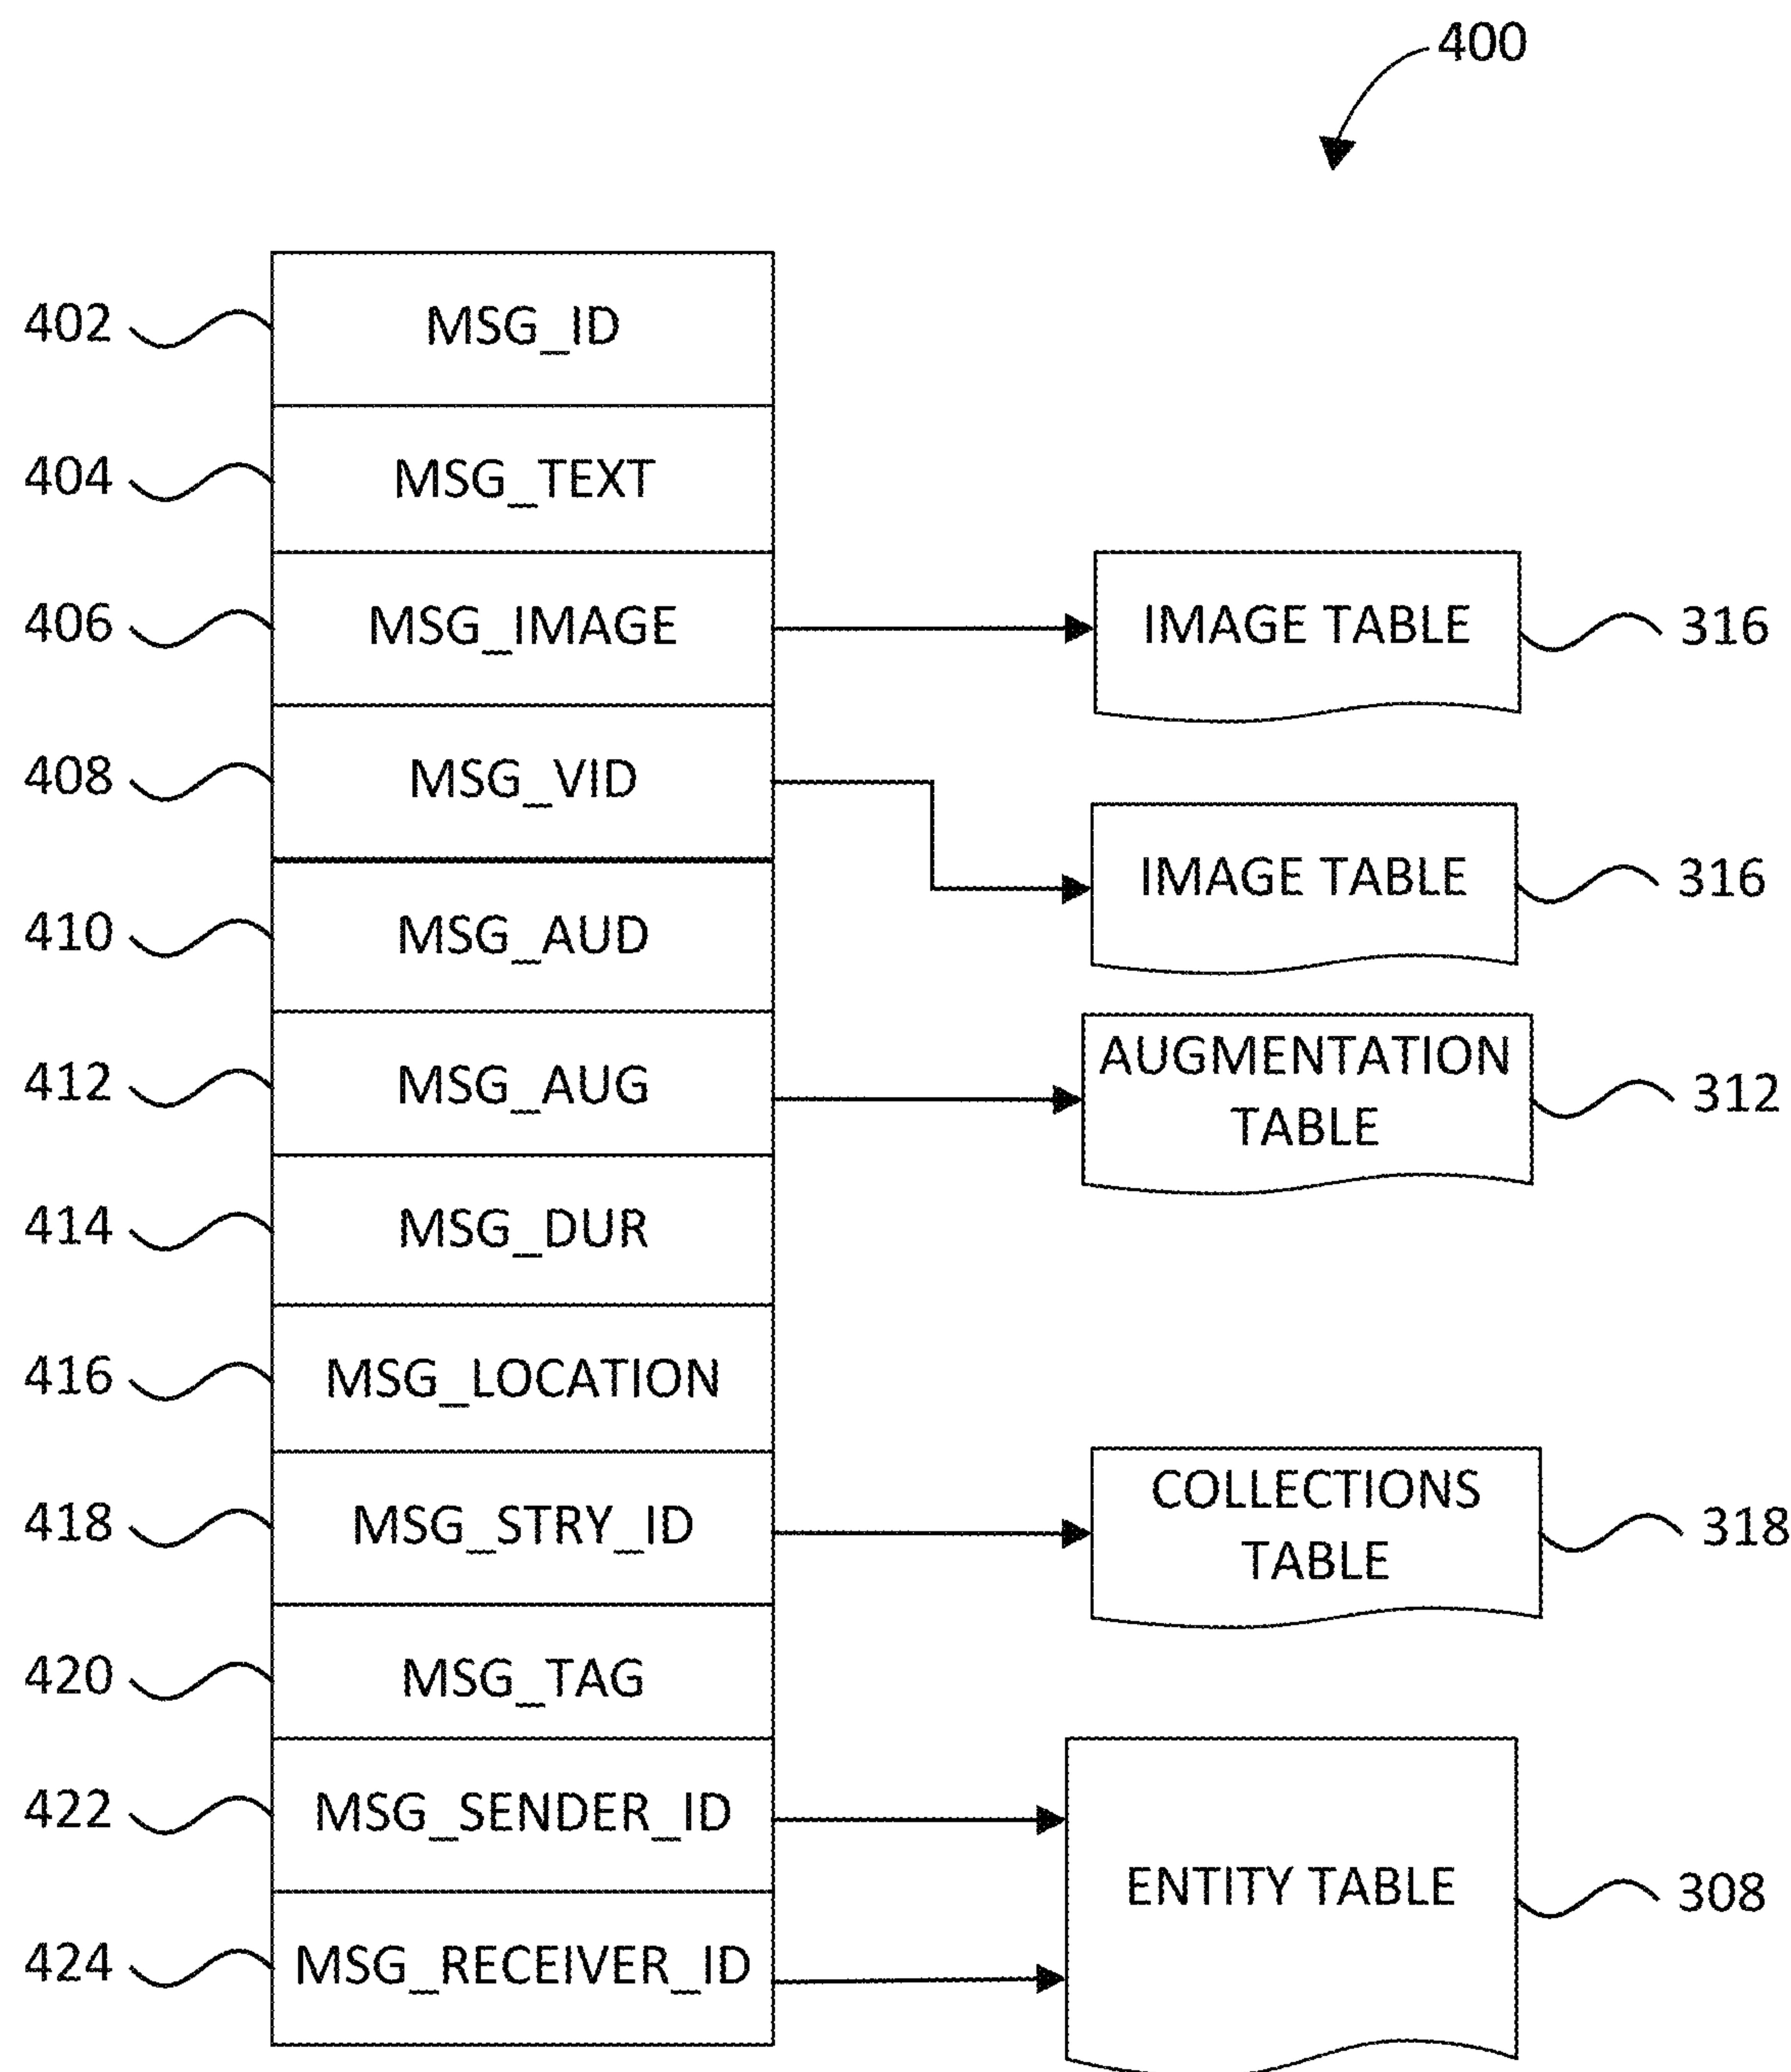 400
402 MSG_ID
404 MSG_TEXT
406 MSG_IMAGE IMAGE TABLE 316
408 MSG_VID IMAGE TABLE 316
410 MSG_AUD
412 MSG_AUG AUGMENTATION TABLE 312
414 MSG_DUR
416 MSG_LOCATION
418 MSG_STRY_ID COLLECTIONS TABLE 318
420 MSG_TAG
422 MSG_SENDER_ID
ENTITY TABLE 308
424 MSG_RECEIVER_ID